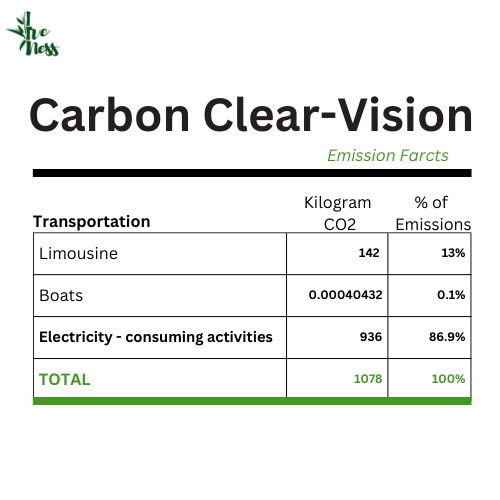 Live
Ness
Carbon Clear-Vision
Emission Farcts
Kilogram % of
Transportation CO2 Emissions
Limousine 142 13%
Boats 0.00040432 0.1%
Electricity - consuming activities 936 86.9%
TOTAL 1078 100%